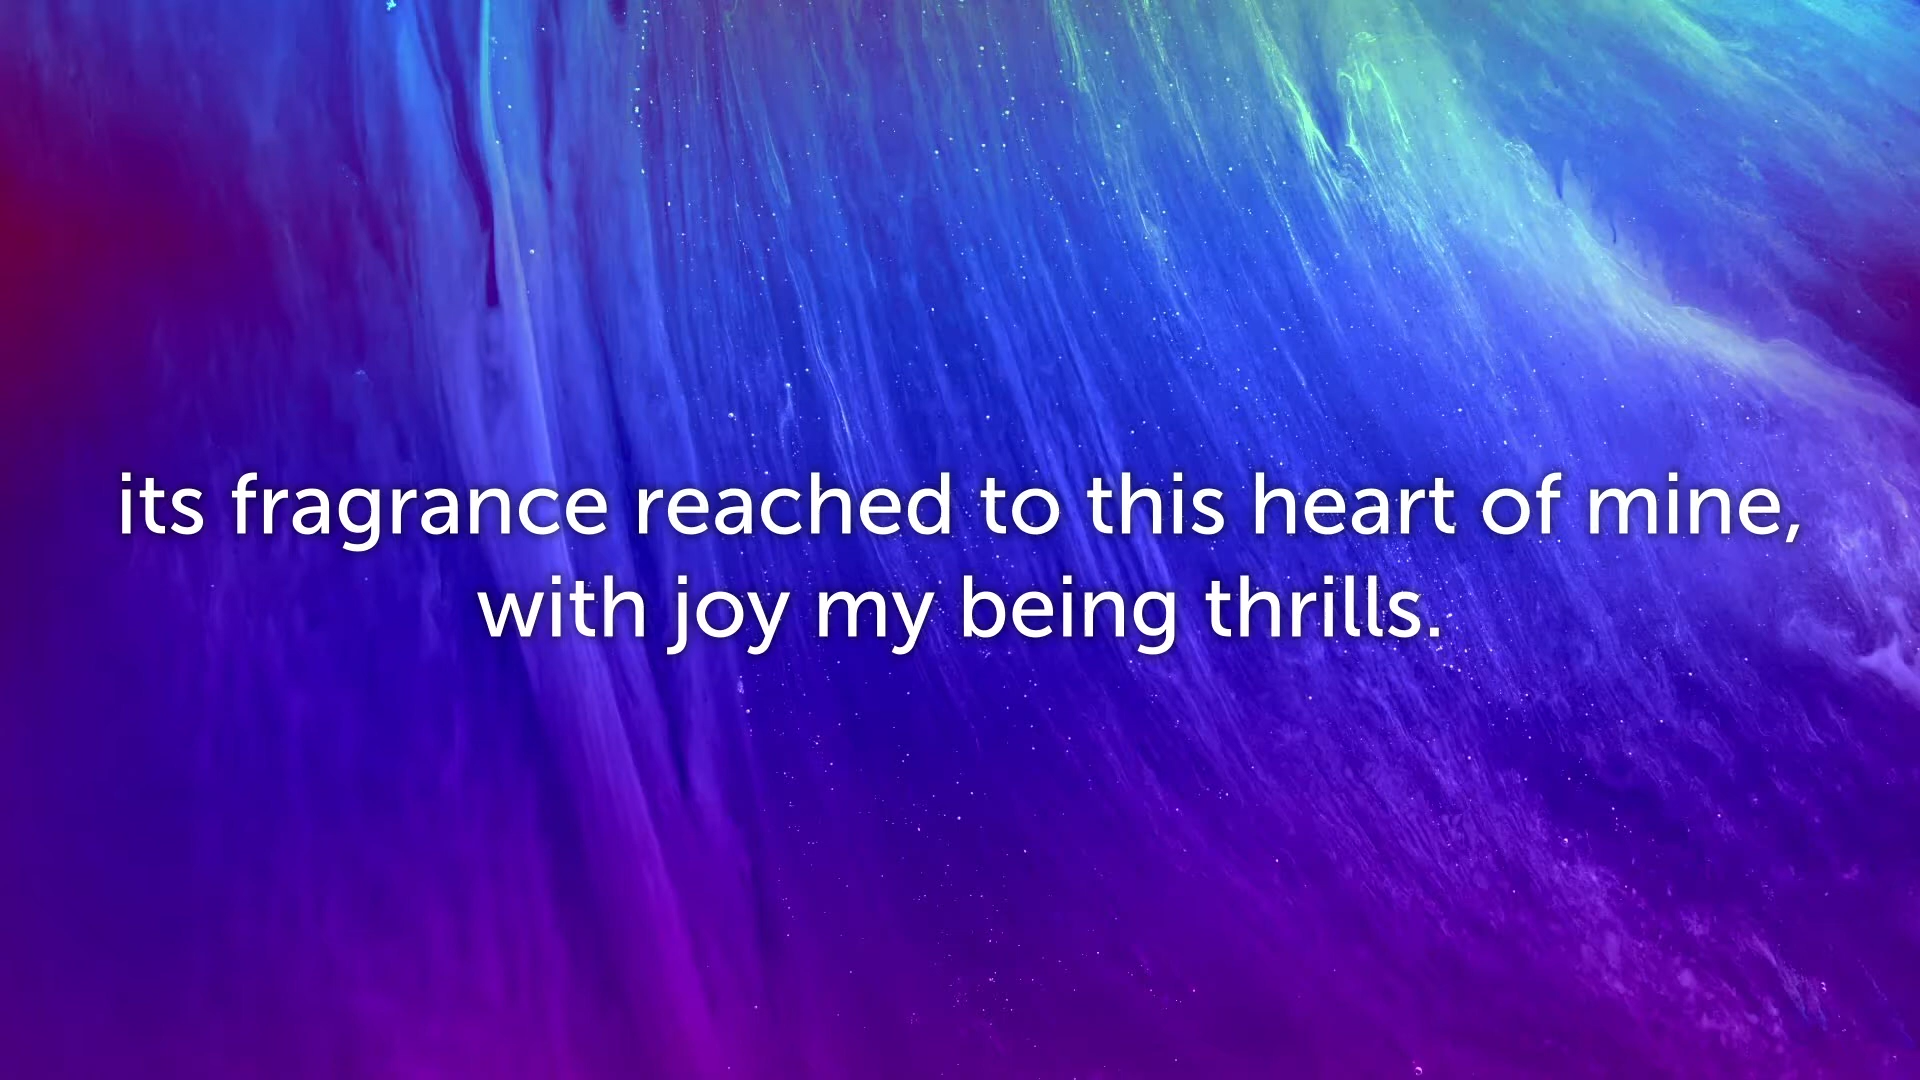 its fragrance reached to this heart of mine,
with joy my being thrills.